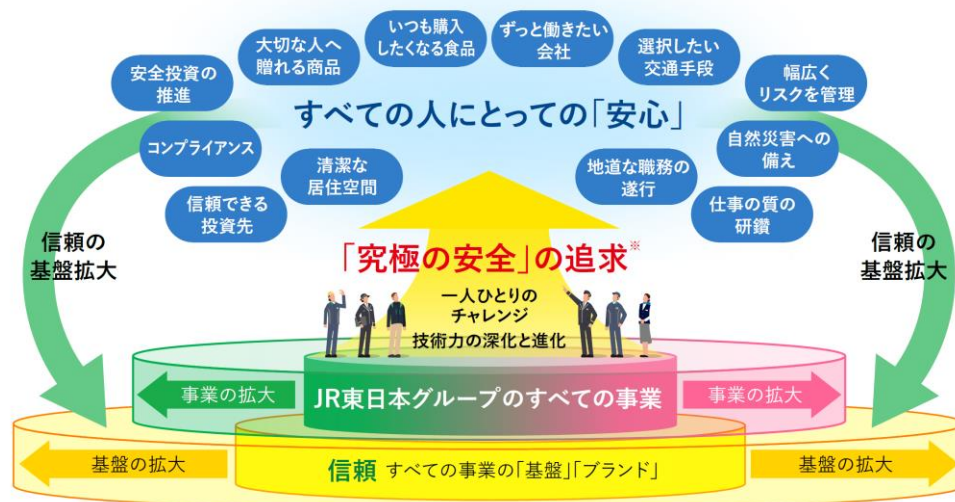 いつも購入
したくなる食品
ずっと働きたい
会社
大切な人へ
贈れる商品
選択したい
交通手段
安全投資の
推進
幅広く
リスクを管理
すべての人にとっての「安心」
コンプライアンス
自然災害への
備え
清潔な
居住空間
地道な職務の
遂行
信頼できる
投資先
仕事の質の
研鑽
信頼の
基盤拡大
信頼の
基盤拡大
「究極の安全」の追求※
一人ひとりの
チャレンジ
技術力の深化と進化
事業の拡大
JR東日本グループのすべての事業
事業の拡大
基盤の拡大
信頼 すべての事業の「基盤」「ブランド」
基盤の拡大